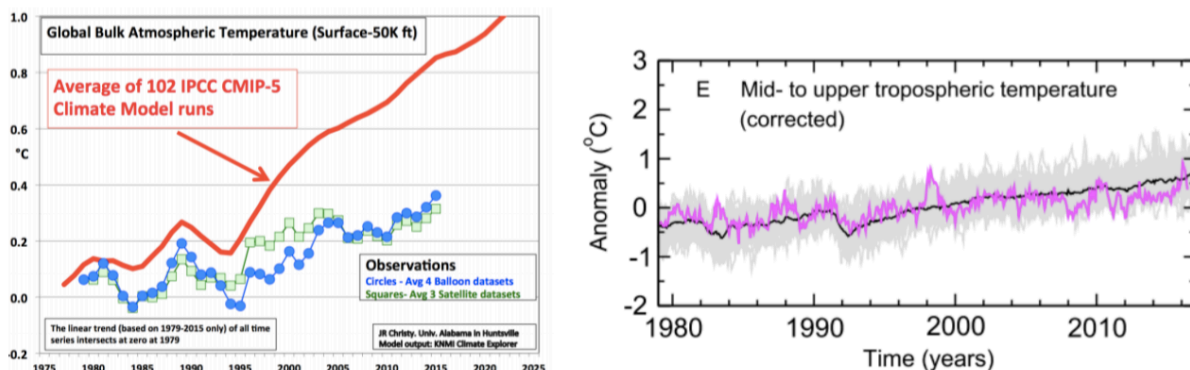 Global Bulk Atmospheric Temperature (Surface-50K ft)
Average of 102 IPCC CMIP-5
Climate Model runs
1.0
0.8
0.6
°C
0.4
0.2
0.0
-0.2
Observations
Circles - Avg 4 Balloon datasets
Squares- Avg 3 Satellite datasets
The linear trend (based on 1979-2015 only) of all time
series intersects at zero at 1979
JR Christy. Univ. Alabama in Huntsville
Model output: KNMI Climate Explorer
1975 1980 1985 1990 1995 2000 2005 2010 2015 2020 2025
E Mid- to upper tropospheric temperature
(corrected)
Anomaly (°C)
3
2
1
0
-1
-2
1980 1990 2000 2010
Time (years)